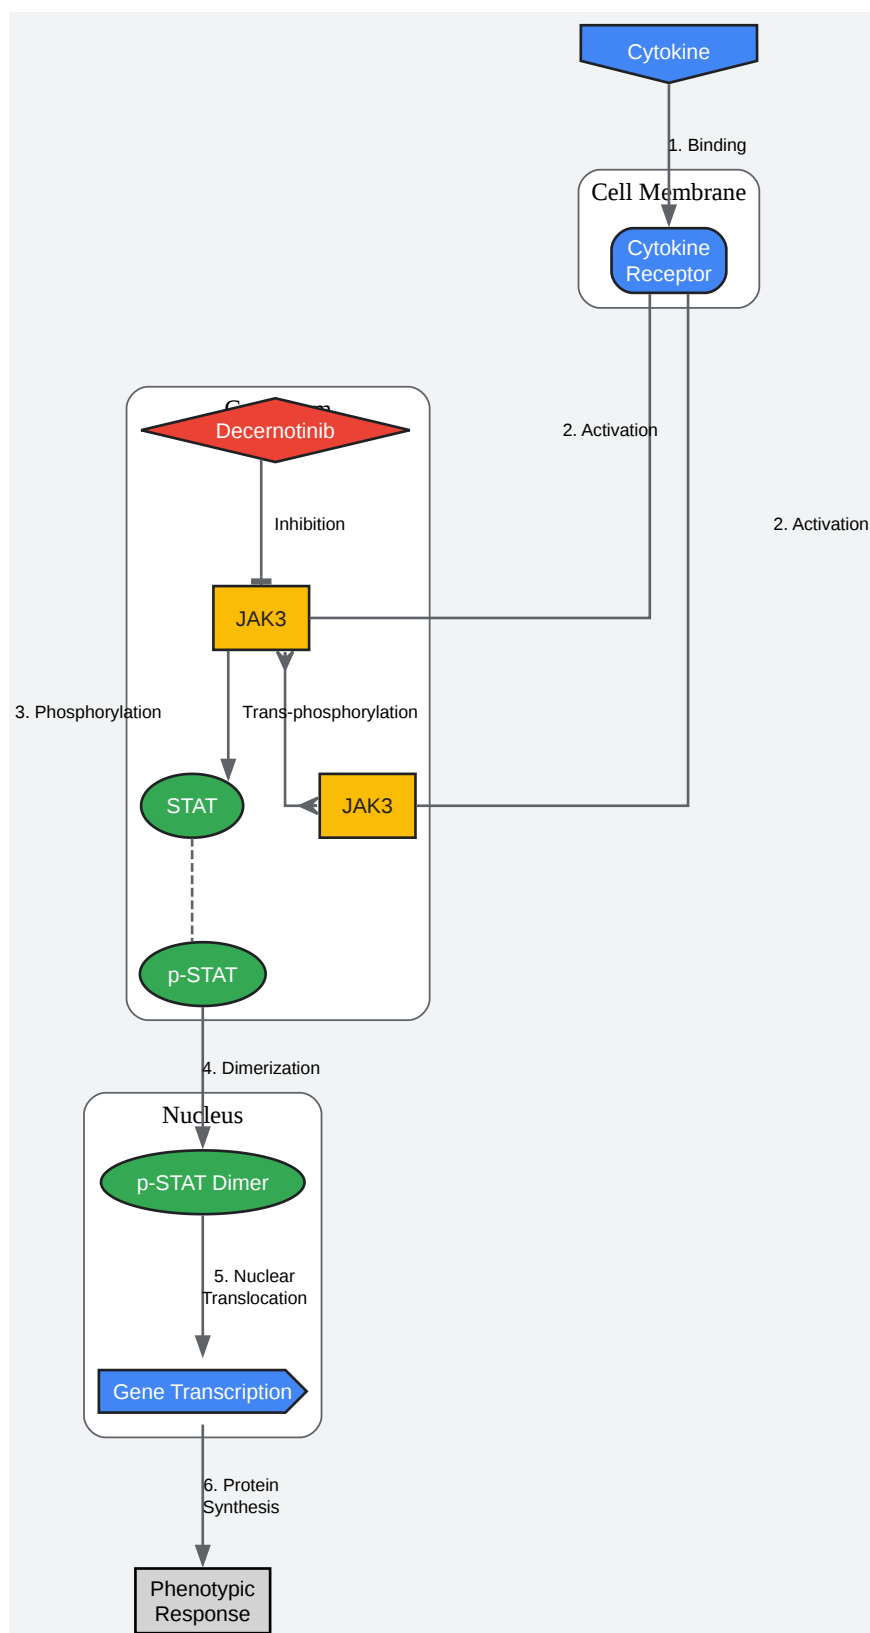 Cytokine
1. Binding
Cell Membrane
Cytokine
Receptor
Decernotinib
2. Activation
Inhibition
2. Activation
JAK3
3. Phosphorylation
Trans-phosphorylation
STAT
JAK3
p-STAT
4. Dimerization
Nucleus
p-STAT Dimer
5. Nuclear
Translocation
Gene Transcription
6. Protein
Synthesis
Phenotypic
Response